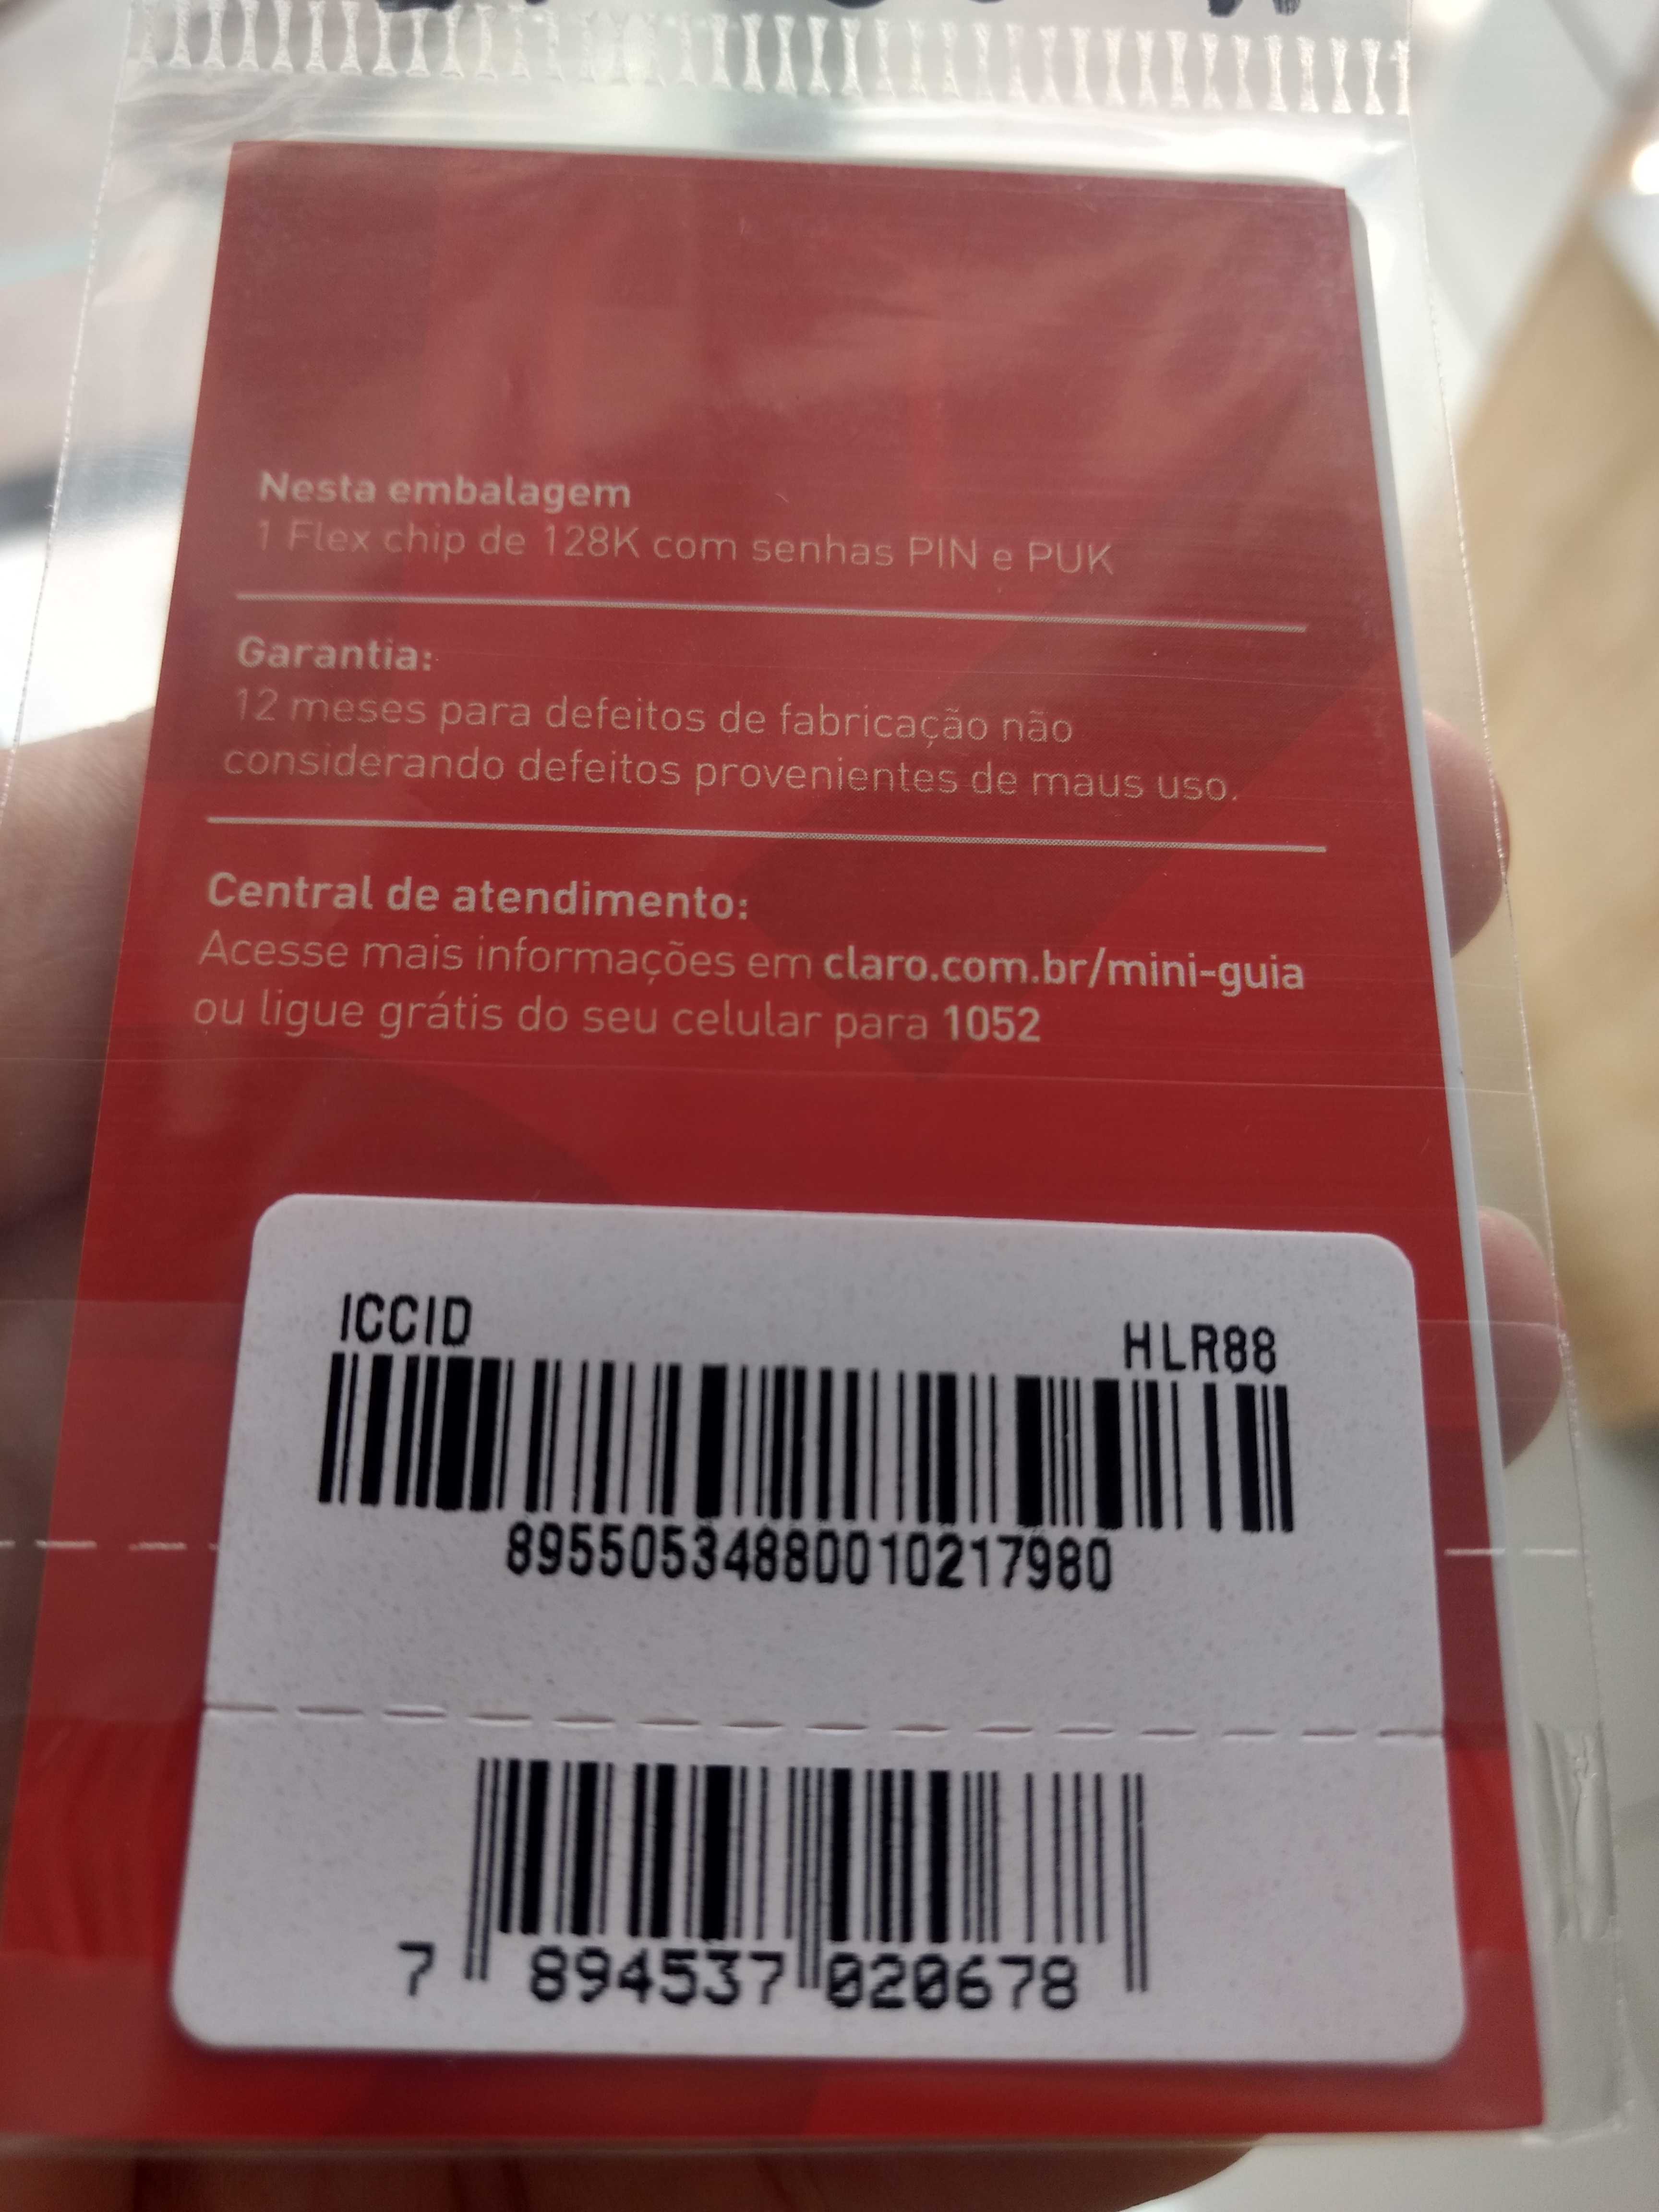 Nesta embalagem
1 Flex chip de 128K com senhas PIN e PUK
Garantia:
12 meses para defeitos de fabricação não
considerando defeitos provenientes de maus uso.
Central de atendimento:
Acesse mais informações em claro.com.br/mini-guia
ou ligue grátis do seu celular para 1052
ICCID
HLR88
89550534880010217980
7 894537 020678